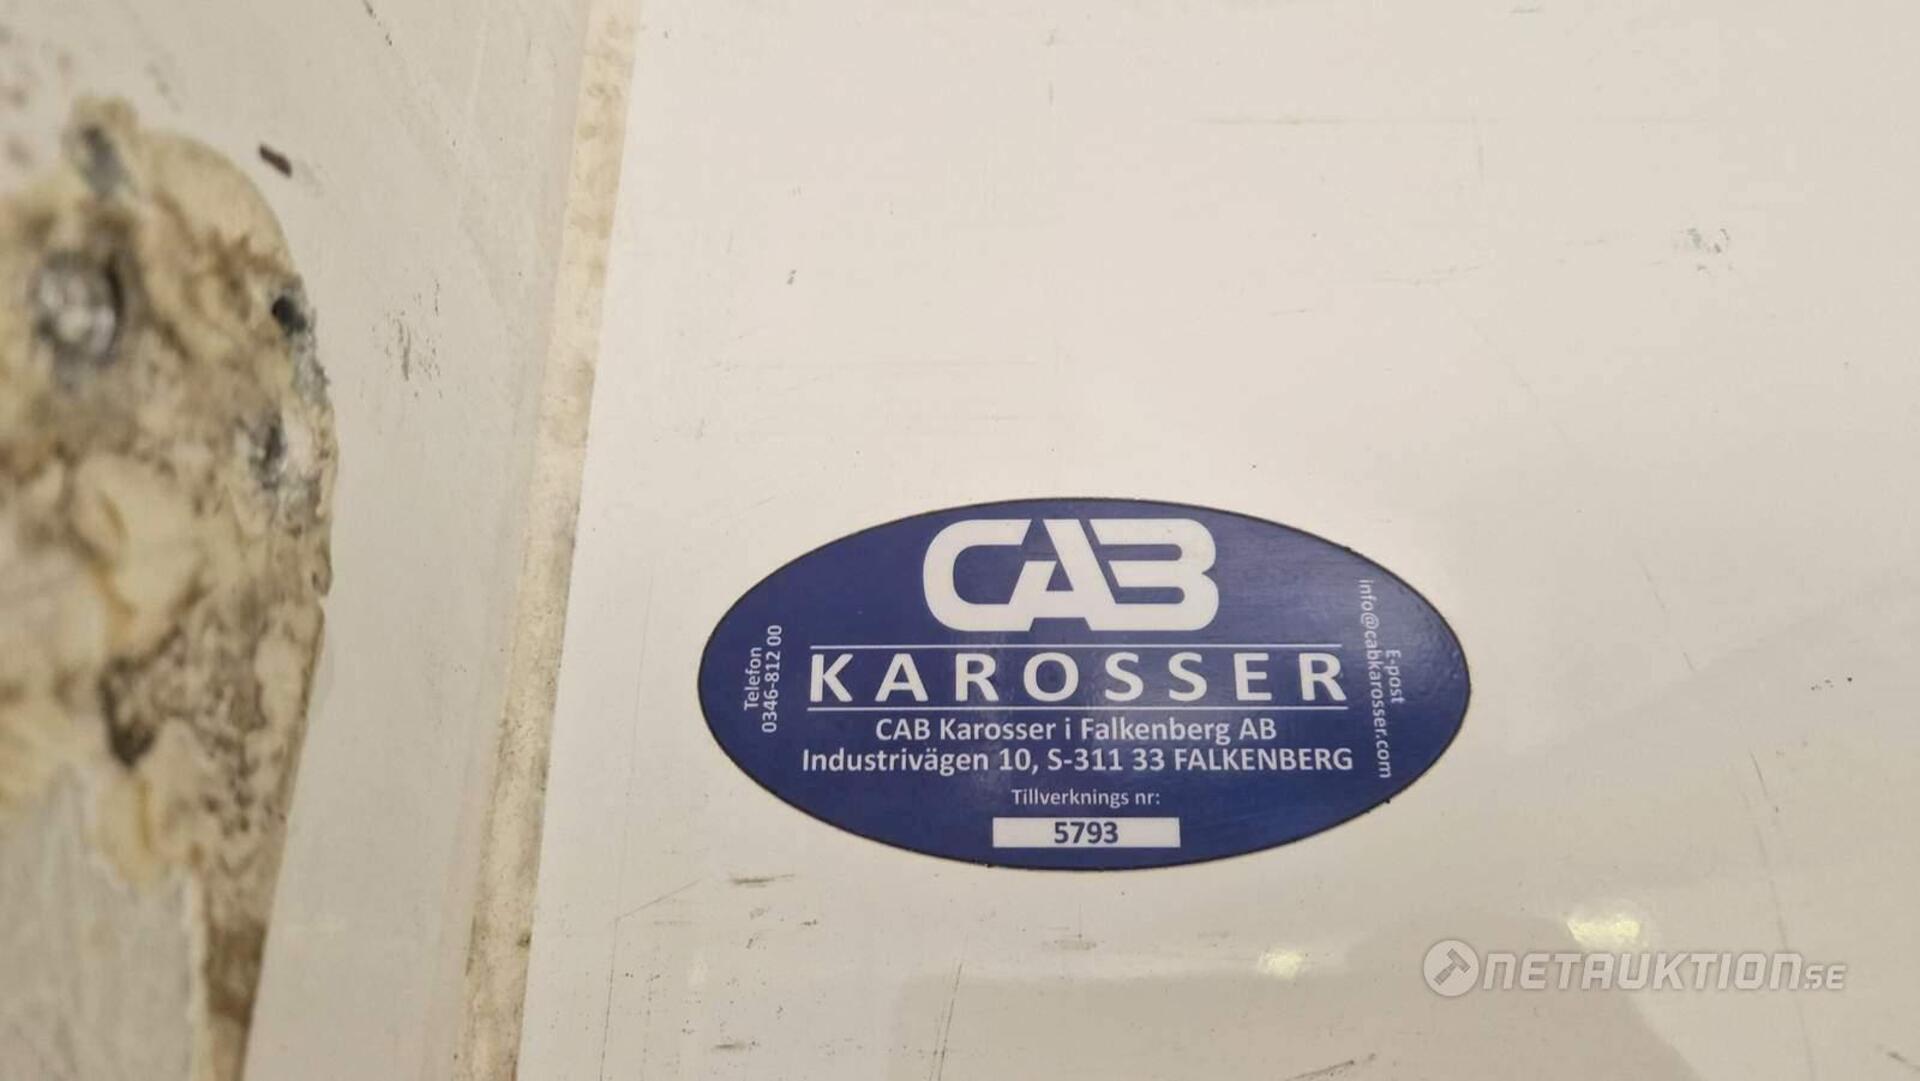 CAB
KAROSSER
CAB Karosser i Falkenberg AB
Industrivägen 10, S-311 33 FALKENBERG
Tillverknings nr:
5793
Telefon
0346-812 00
E-post
info@cabkarosser.com
NETAUKTION.SE